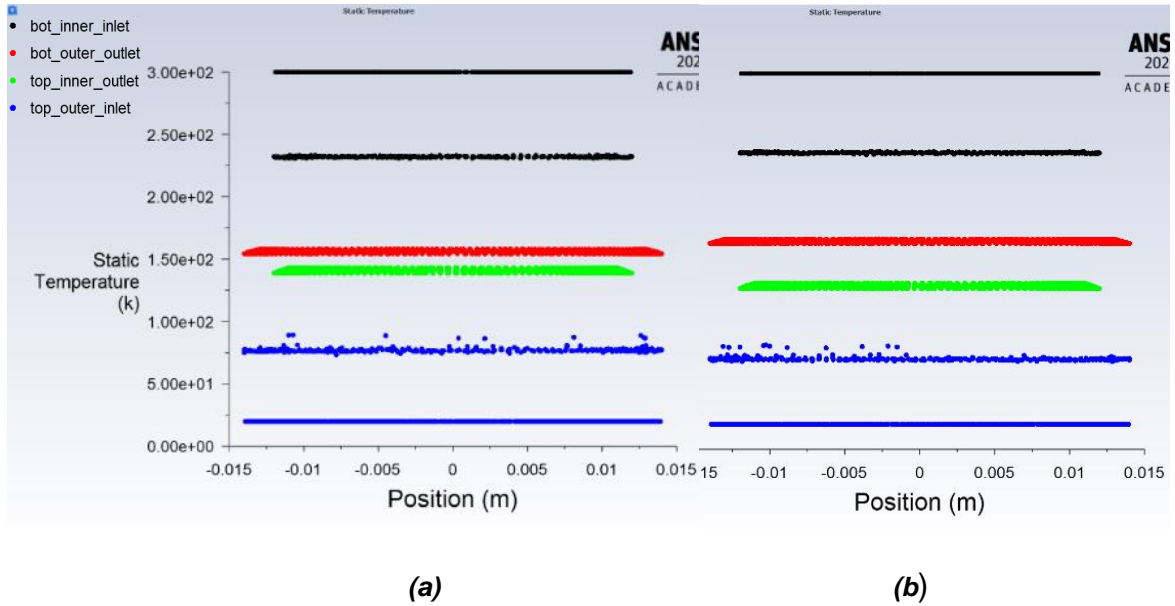 Static Temperature
bot_inner_inlet
bot_outer_outlet
top_inner_outlet
top_outer_inlet
ANS
202
ACADE
3.00e+02
2.50e+02
2.00e+02
1.50e+02
1.00e+02
5.00e+01
0.00e+00
Static
Temperature
(k)
-0.015 -0.01 -0.005 0 0.005 0.01 0.015
Position (m)
Static Temperature
ANS
202
ACADE
15 -0.01 -0.005 0 0.005 0.01 0.015
Position (m)
(a)
(b)